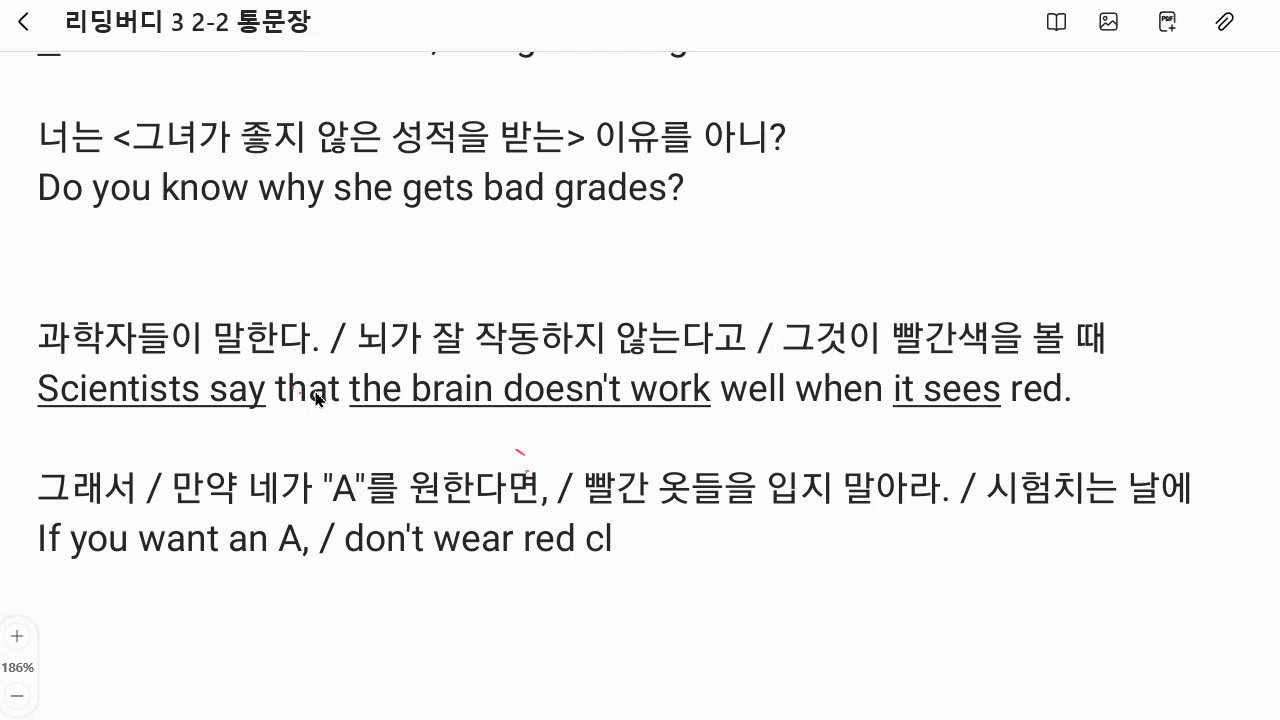 리딩버디 3 2-2 통문장
너는 <그녀가 좋지 않은 성적을 받는> 이유를 아니?
Do you know why she gets bad grades?
과학자들이 말한다. / 뇌가 잘 작동하지 않는다고 / 그것이 빨간색을 볼 때
Scientists say that the brain doesn't work well when it sees red.
그래서 / 만약 네가 "A"를 원한다면, / 빨간 옷들을 입지 말아라. / 시험치는 날에
If you want an A, / don't wear red cl
186%